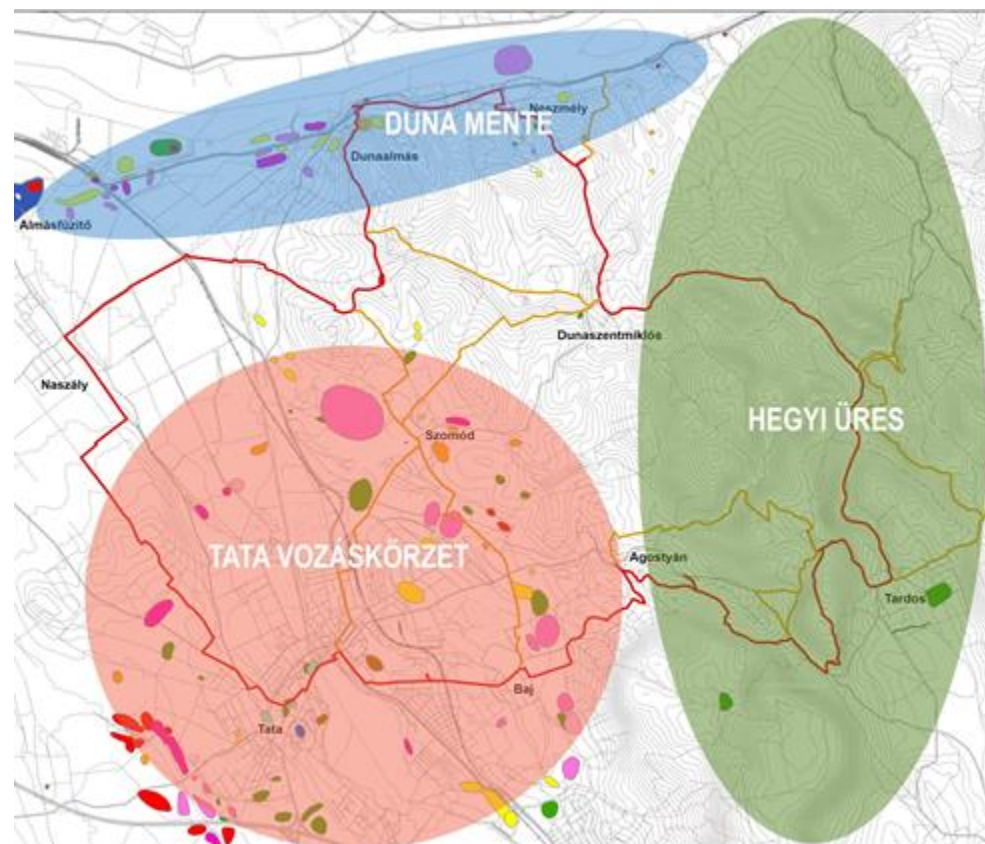 Neszmély
DUNA MENTE
Dunaalmás
Almásfüzitő
Dunaszentmiklós
Naszály
HEGYI ÜRES
Szomód
TATA VOZÁSKÖRZET
Agostyán
Tardos
Baj
Tata